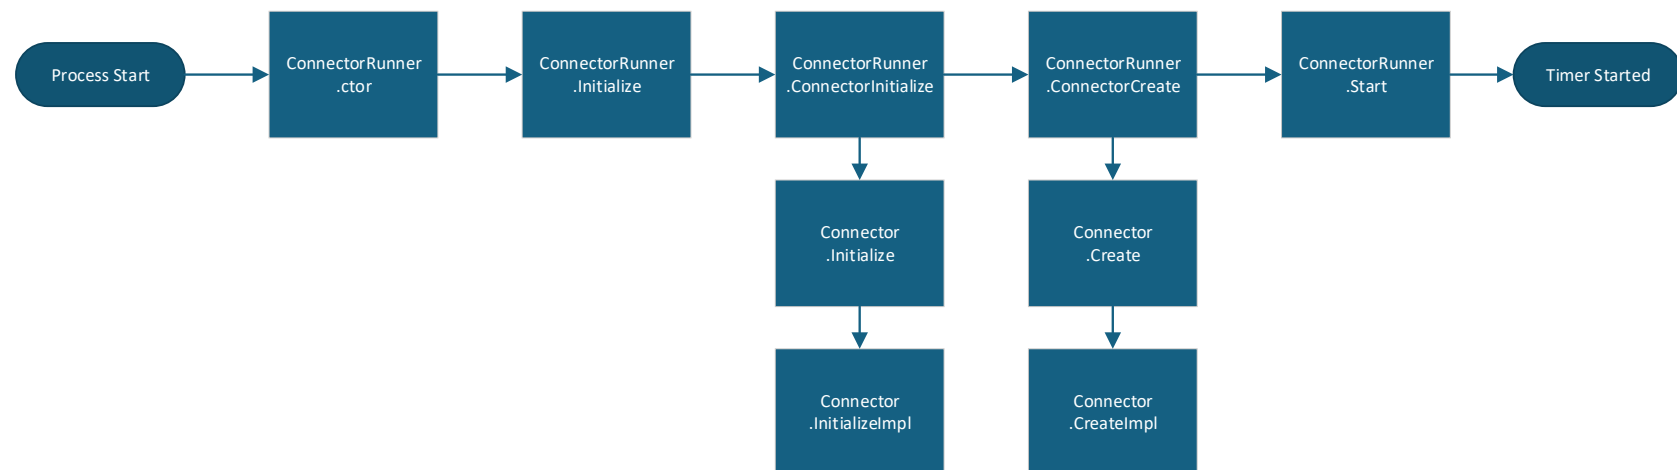 Process Start
ConnectorRunner
.ctor
ConnectorRunner
.Initialize
ConnectorRunner
.ConnectorInitialize
ConnectorRunner
.ConnectorCreate
ConnectorRunner
.Start
Timer Started
Connector
.Initialize
Connector
.Create
Connector
.InitializeImpl
Connector
.CreateImpl